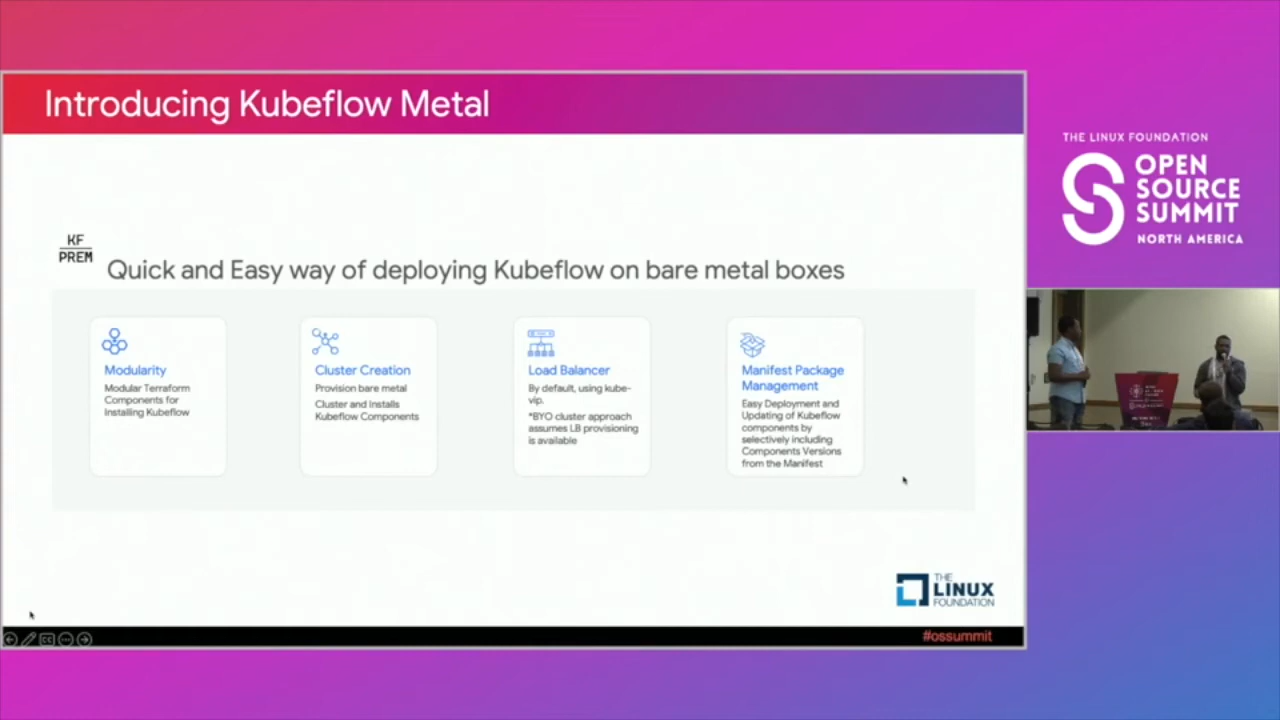 Introducing Kubeflow Metal
KF
PREM
Quick and Easy way of deploying Kubeflow on bare metal boxes
Modularity
Modular Terraform
Components for
Installing Kubeflow
Cluster Creation
Provision bare metal
Cluster and Installs
Kubeflow Components
Load Balancer
By default, using kube-
vip.
*BYO cluster approach
assumes LB provisioning
is available
Manifest Package
Management
Easy Deployment and
Updating of Kubeflow
components by
selectively including
Components Versions
from the Manifest
THE
LINUX
FOUNDATION
CC
#ossummit
THE LINUX FOUNDATION
OPEN
SOURCE
SUMMIT
NORTH AMERICA